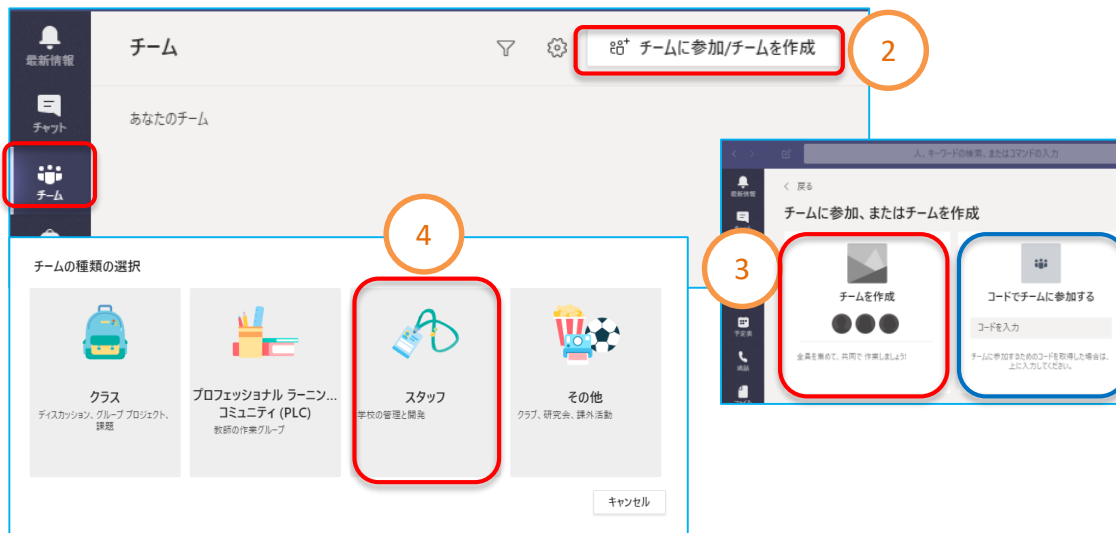 最新情報
チーム
チームに参加/チームを作成
2
チャット
あなたのチーム
チーム
人、キーワードの検索、またはコマンドの入力
最新情報
戻る
チームに参加、またはチームを作成
3
チームを作成
全員を集めて、共同で 作業しましょう!
コードでチームに参加する
コードを入力
チームに参加するためのコードを取得した場合は、
上に入力してください。
予定表
通話
4
チームの種類の選択
クラス
ディスカッション、グループ プロジェクト、
課題
プロフェッショナル ラーニン...
コミュニティ (PLC)
教師の作業グループ
スタッフ
学校の管理と開発
その他
クラブ、研究会、課外活動
キャンセル